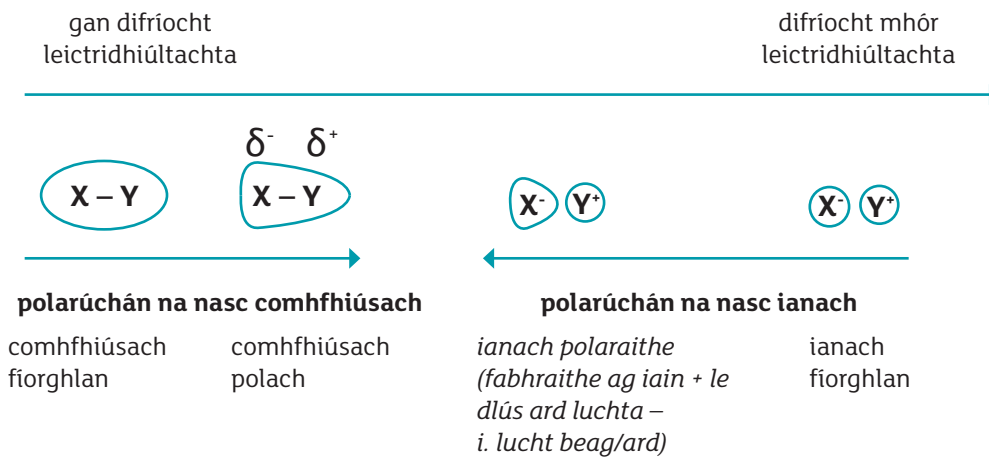 gan difríocht
leictridhiúltachta
difríocht mhór
leictridhiúltachta
δ⁻ δ⁺
X – Y
X – Y
X⁻ Y⁺
X⁻ Y⁺
polarúchán na nasc comhfhiúsach
polarúchán na nasc ianach
comhfhiúsach
fíorghlan
comhfhiúsach
polach
ianach polaraithe
(fabhraithe ag iain + le
dlús ard luchta –
i. lucht beag/ard)
ianach
fíorghlan